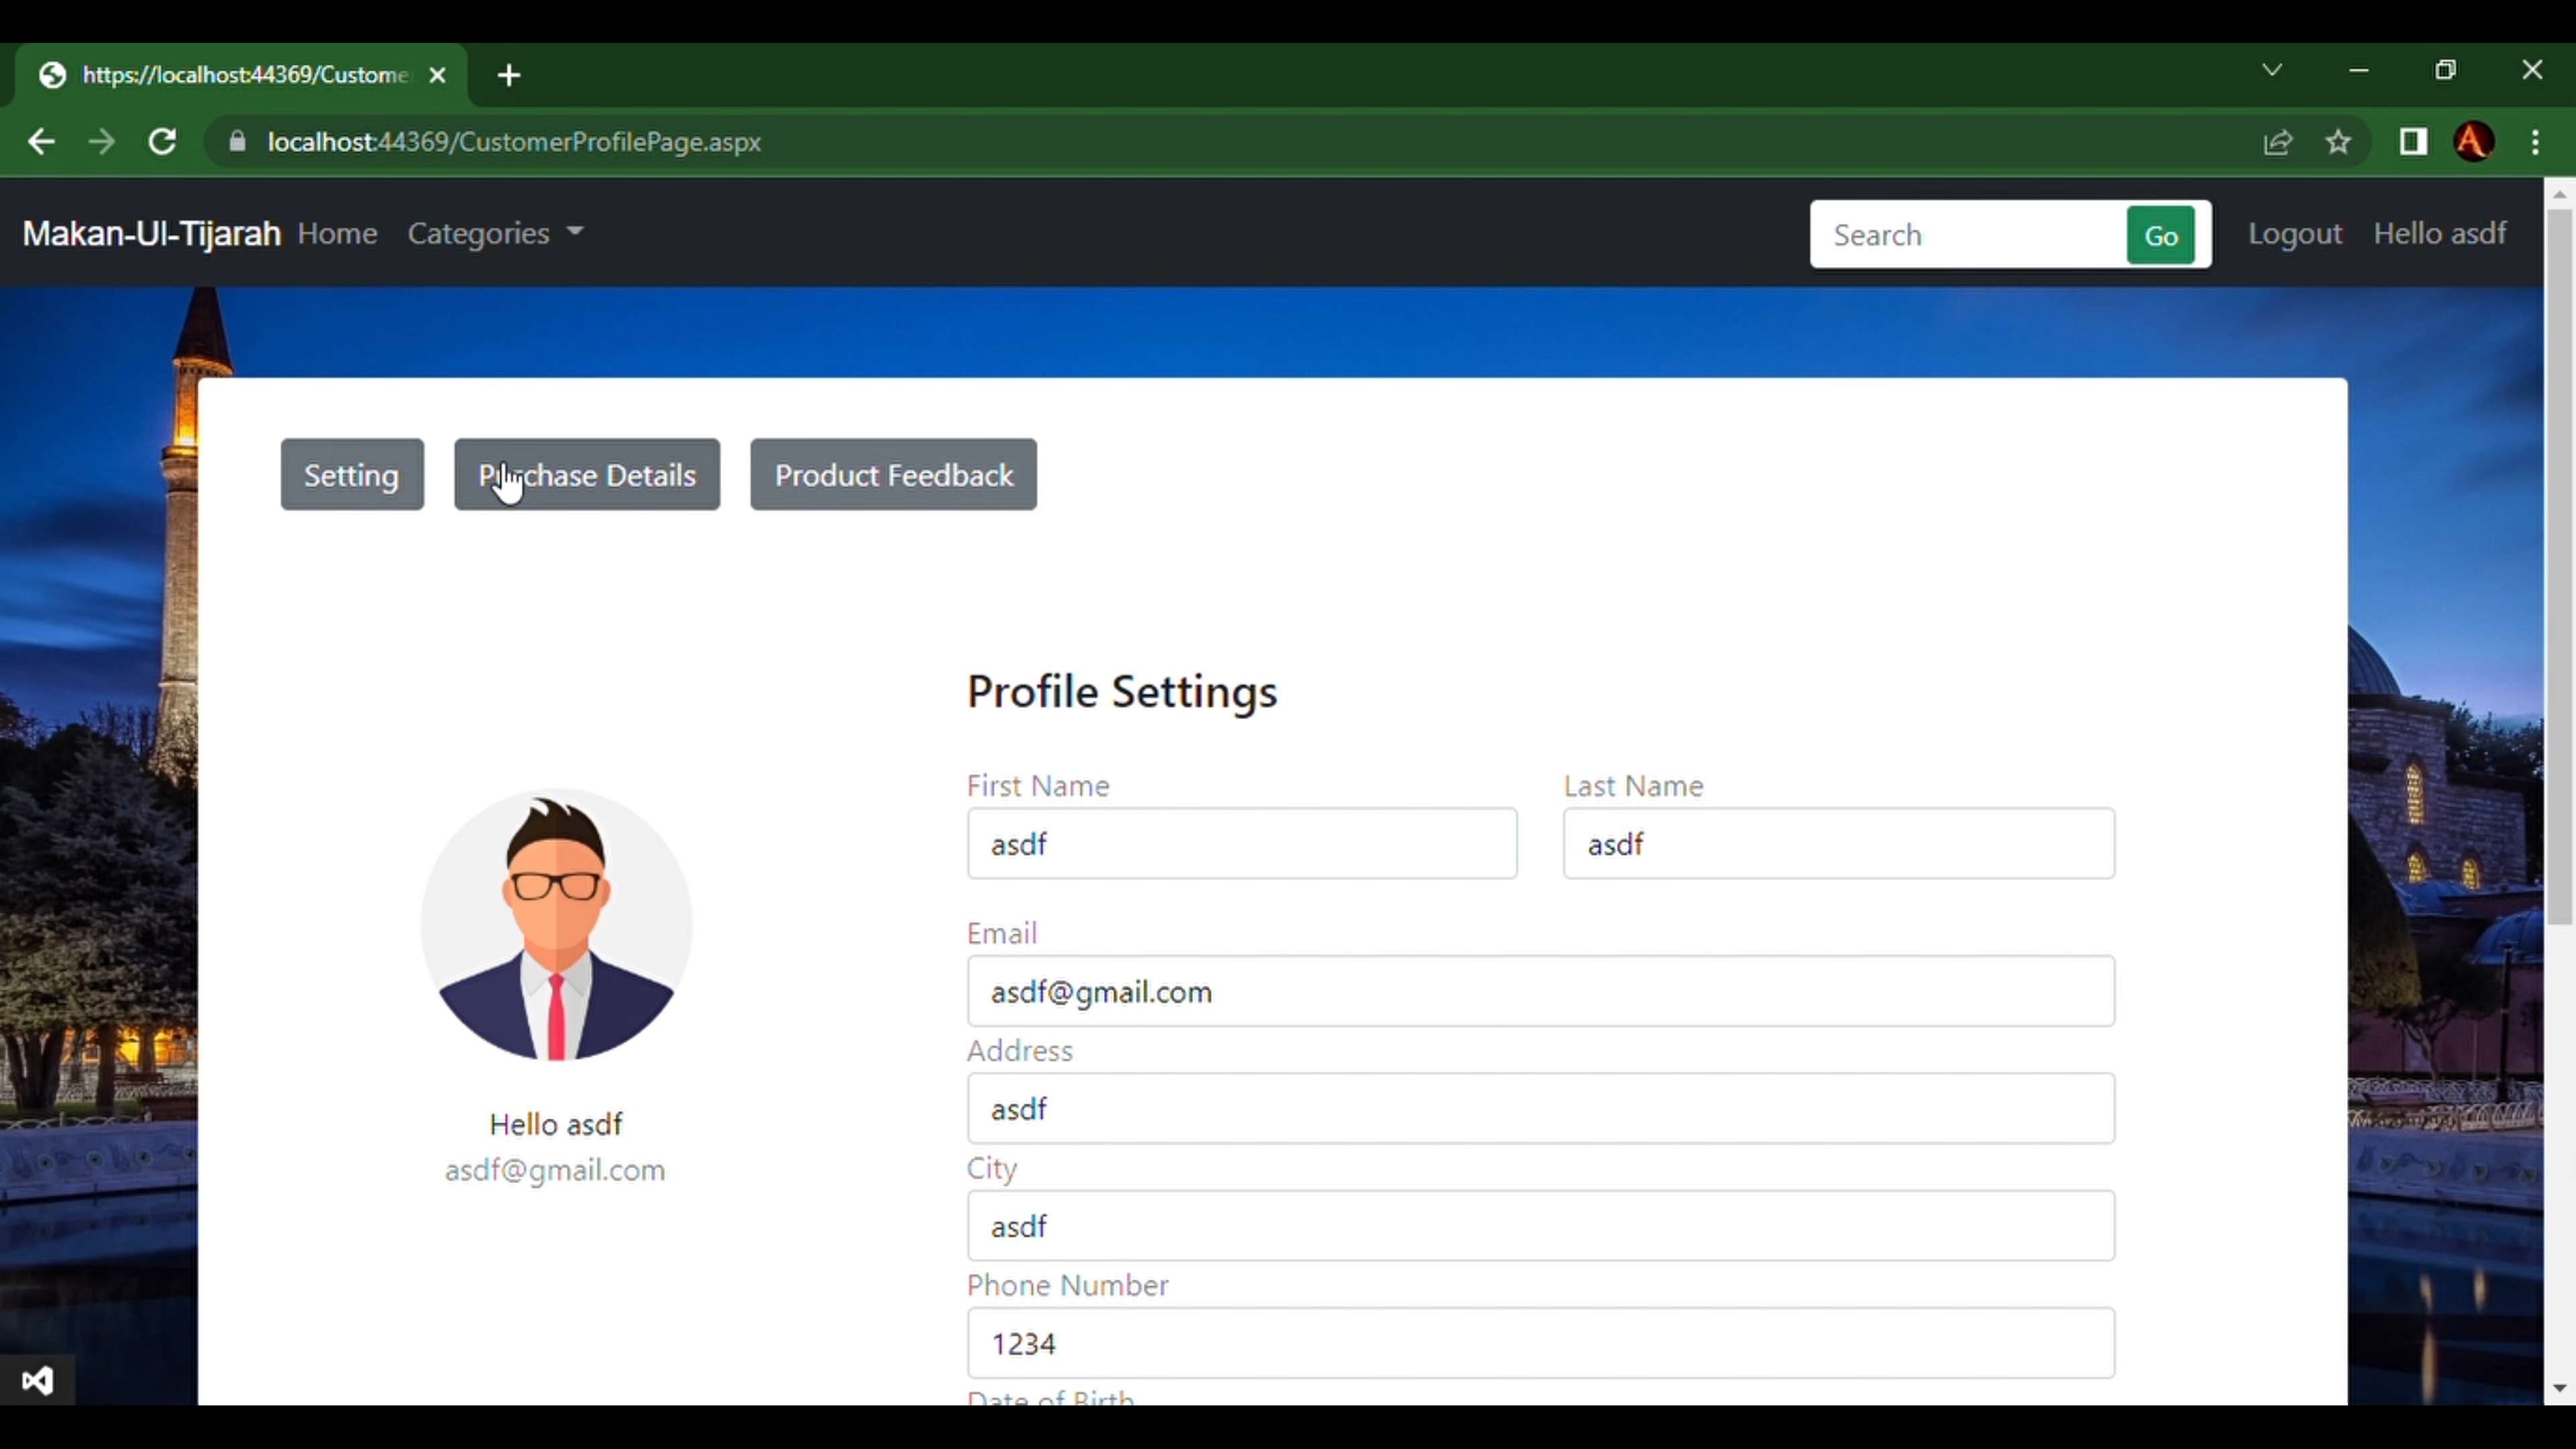 https://localhost:44369/Custome
localhost:44369/CustomerProfilePage.aspx
Makan-Ul-Tijarah Home Categories Search Go Logout Hello asdf
Setting Purchase Details Product Feedback
Profile Settings
First Name Last Name
asdf asdf
Email
asdf@gmail.com
Address
asdf
Hello asdf
asdf@gmail.com
City
asdf
Phone Number
1234
Date of Birth